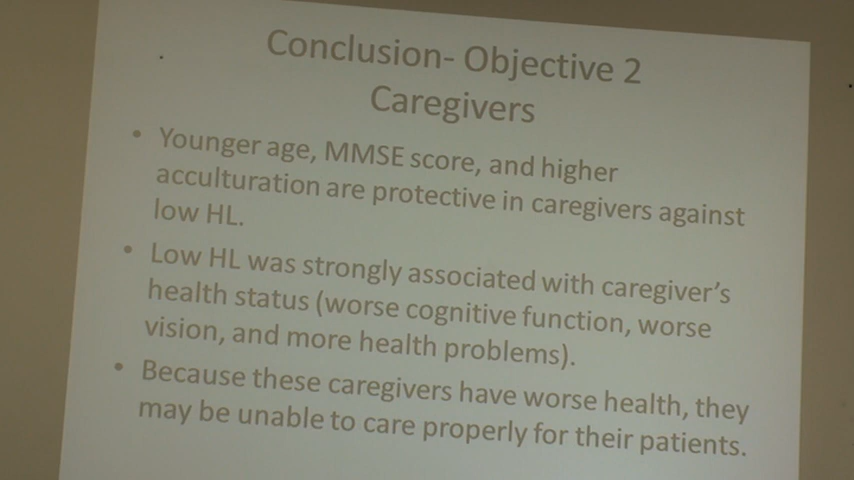 Conclusion- Objective 2
Caregivers
• Younger age, MMSE score, and higher
acculturation are protective in caregivers against
low HL.
• Low HL was strongly associated with caregiver's
health status (worse cognitive function, worse
vision, and more health problems).
• Because these caregivers have worse health, they
may be unable to care properly for their patients.